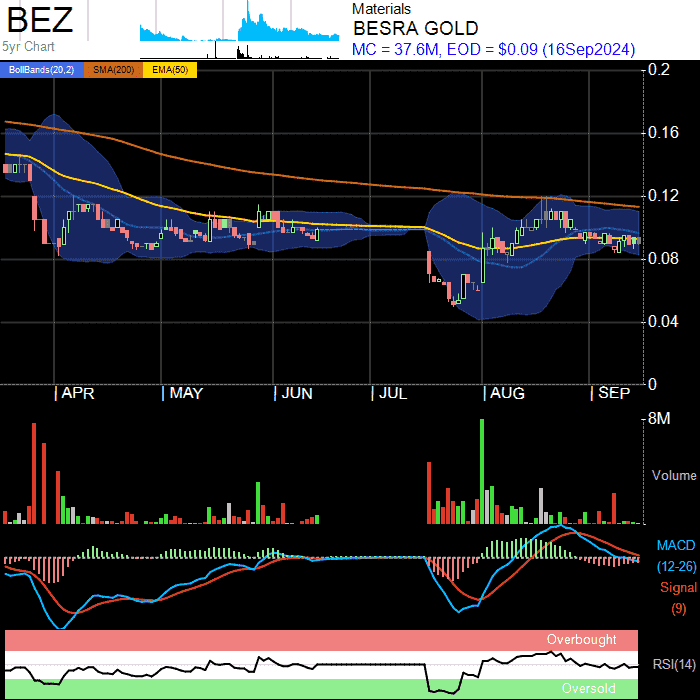 BEZ
5yr Chart
Materials
BESRA GOLD
MC = 37.6M, EOD = $0.09 (16Sep2024)
BollBands(20,2) SMA(200) EMA(50)
0.2
0.16
0.12
0.08
0.04
0
APR MAY JUN JUL AUG SEP
8M
Volume
MACD
(12-26)
Signal
(9)
Overbought
RSI(14)
Oversold